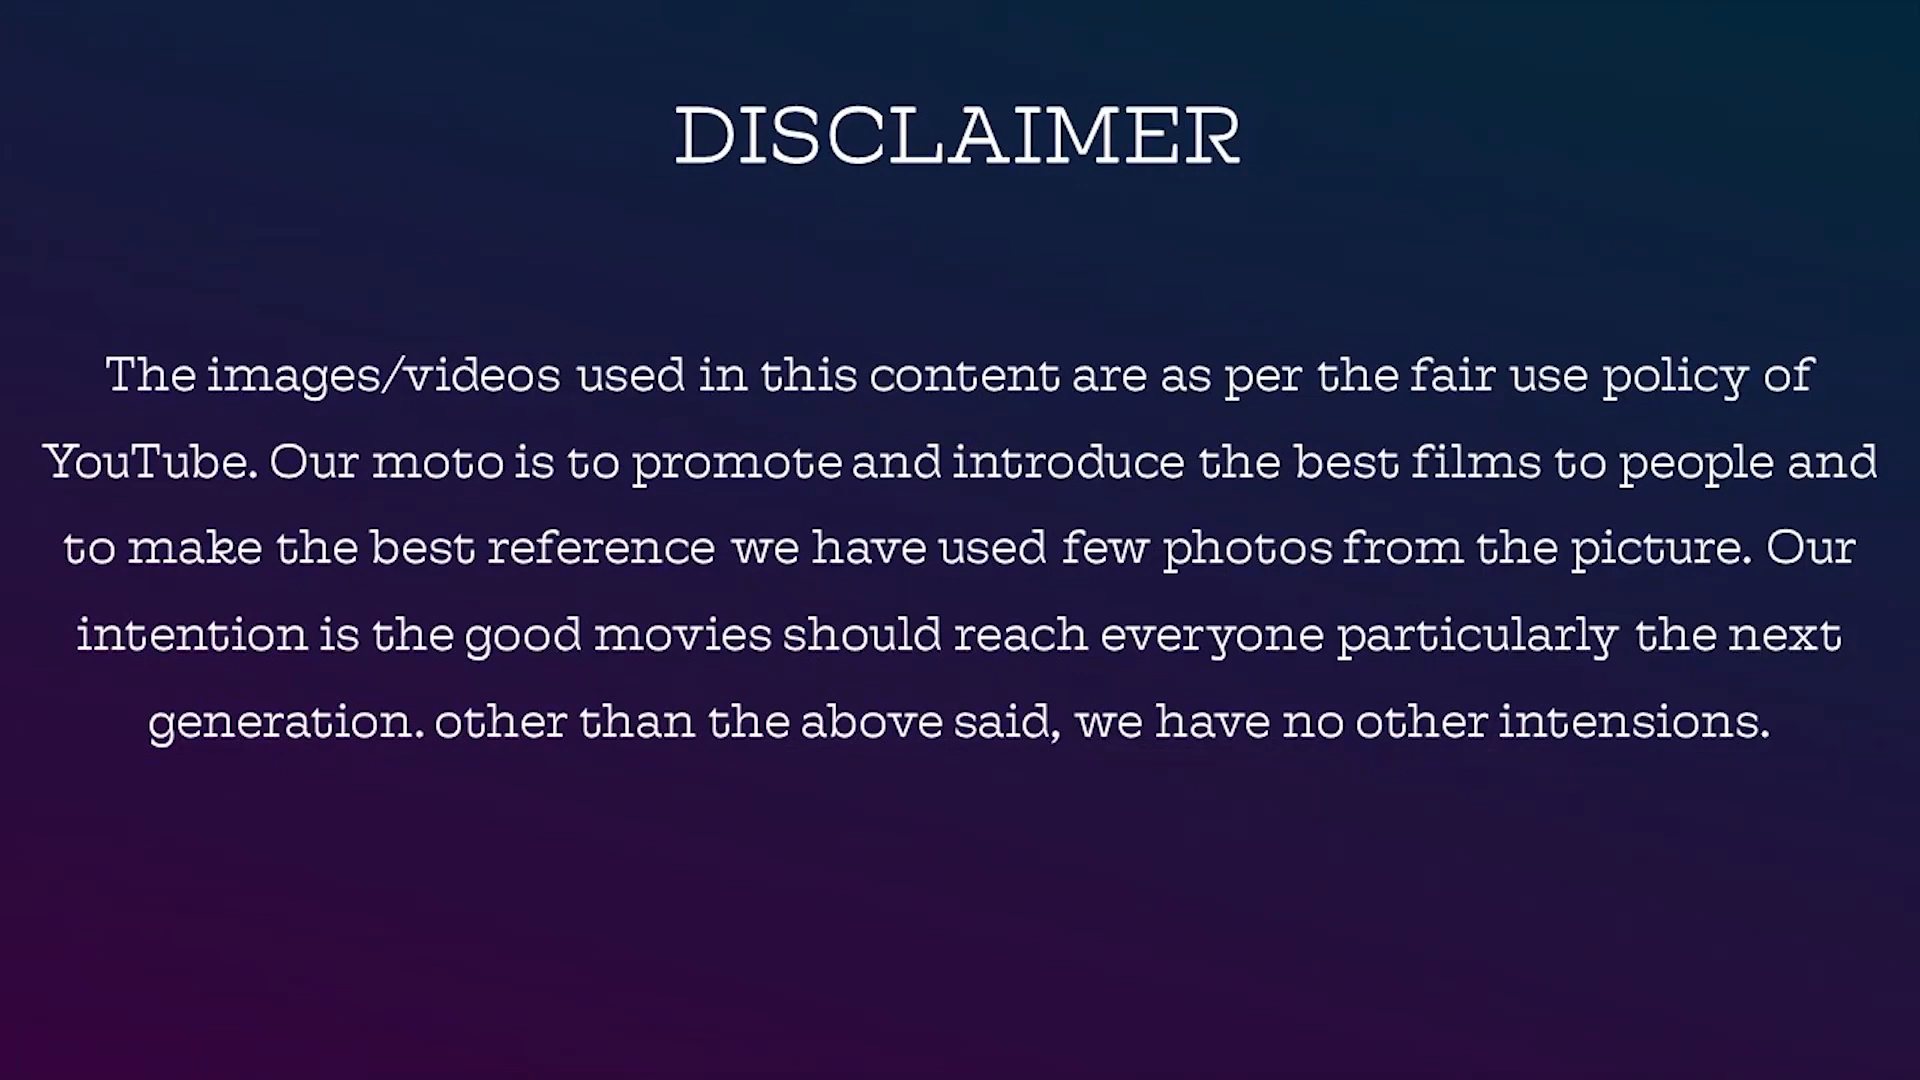 DISCLAIMER
The images/videos used in this content are as per the fair use policy of
YouTube. Our moto is to promote and introduce the best films to people and
to make the best reference we have used few photos from the picture. Our
intention is the good movies should reach everyone particularly the next
generation. other than the above said, we have no other intensions.